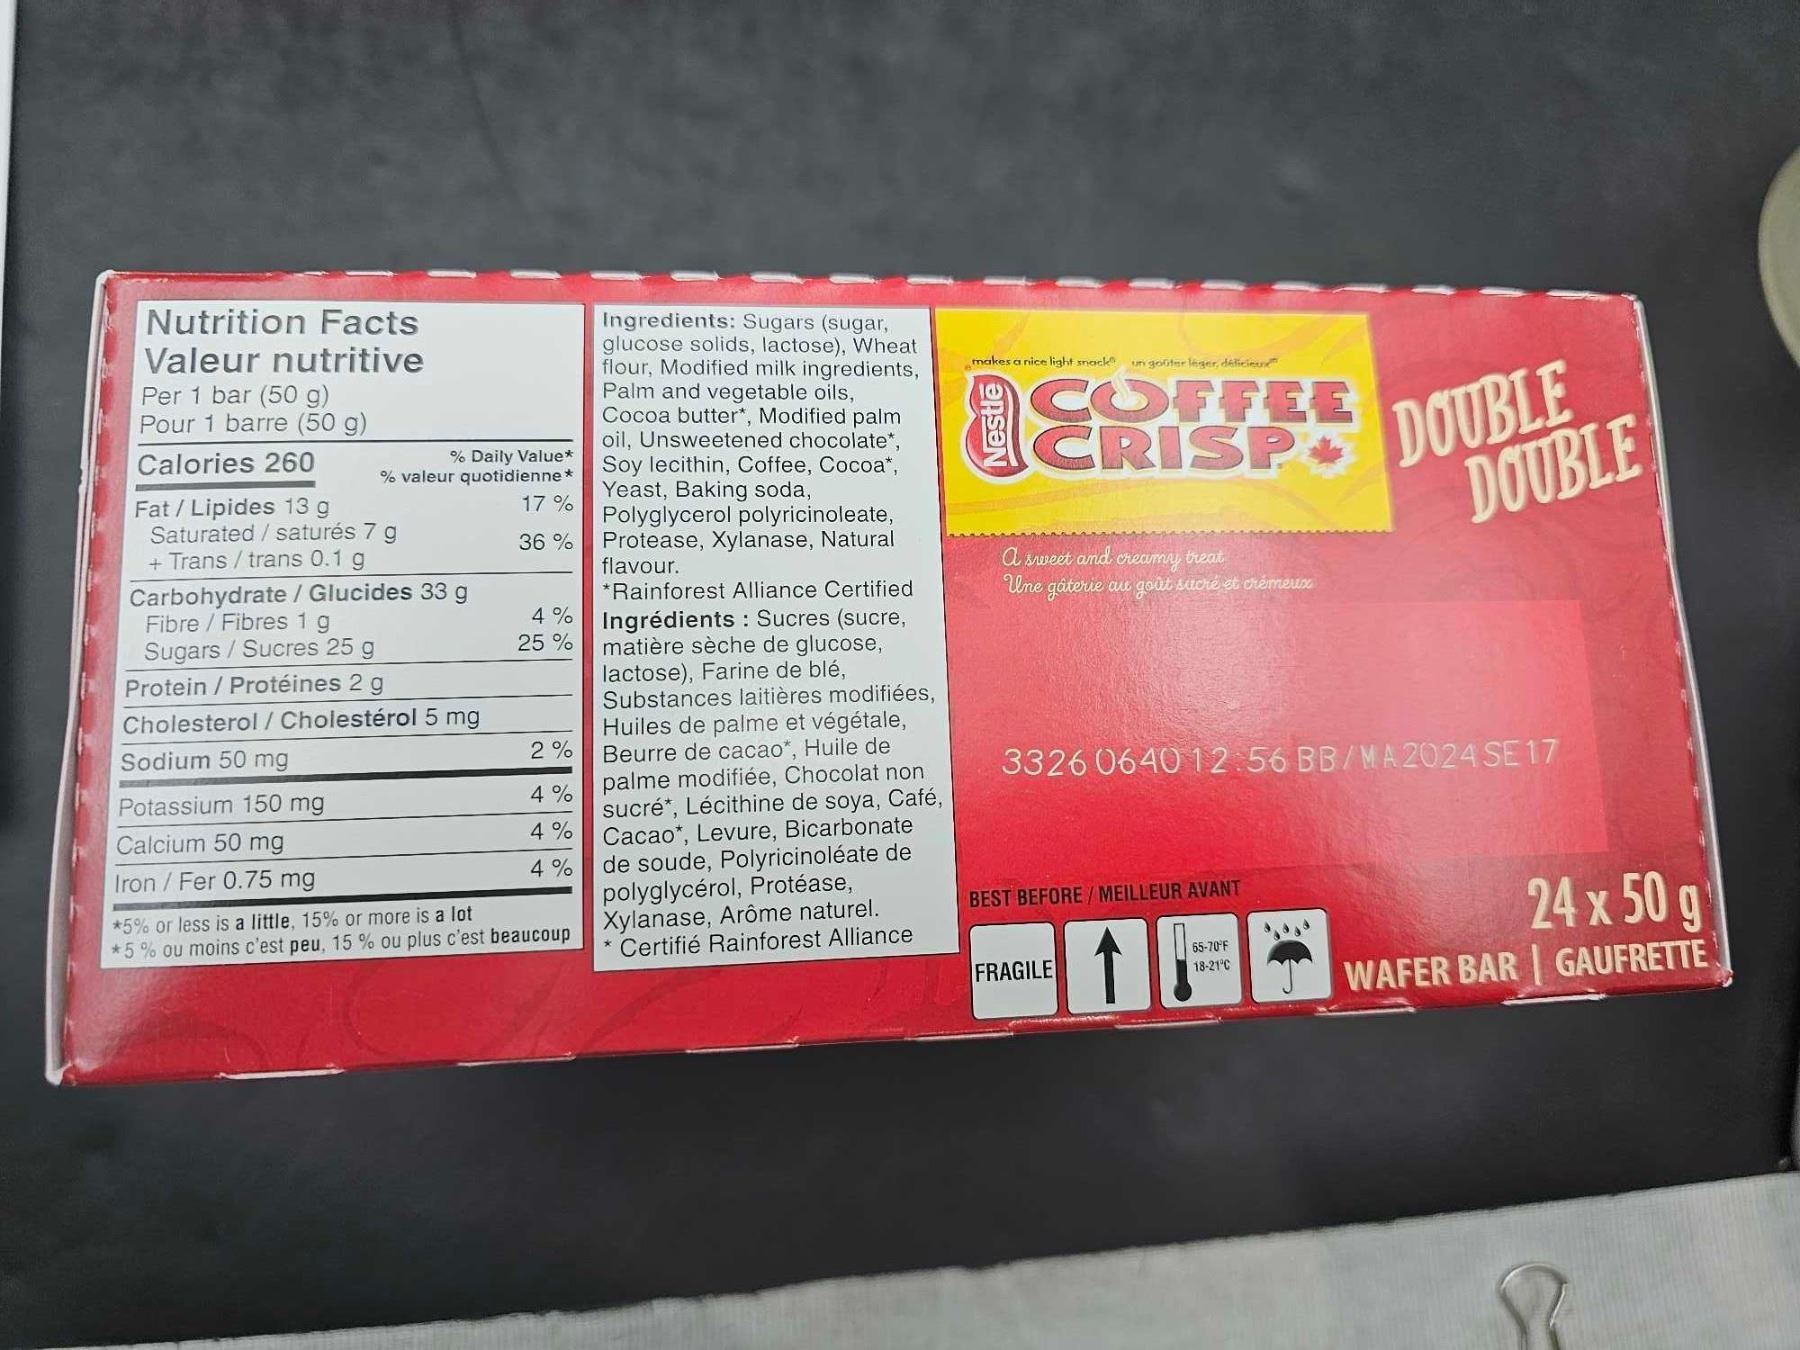 Nutrition Facts
Valeur nutritive
Per 1 bar (50 g)
Pour 1 barre (50 g)
Calories 260
% Daily Value*
% valeur quotidienne*
Fat / Lipides 13 g 17 %
Saturated / saturés 7 g
+ Trans / trans 0.1 g 36 %
Carbohydrate / Glucides 33 g
Fibre / Fibres 1 g 4 %
Sugars / Sucres 25 g 25 %
Protein / Protéines 2 g
Cholesterol / Cholestérol 5 mg
Sodium 50 mg 2 %
Potassium 150 mg 4 %
Calcium 50 mg 4 %
Iron / Fer 0.75 mg 4 %
*5% or less is a little, 15% or more is a lot
*5 % ou moins c'est peu, 15 % ou plus c'est beaucoup
Ingredients: Sugars (sugar,
glucose solids, lactose), Wheat
flour, Modified milk ingredients,
Palm and vegetable oils,
Cocoa butter*, Modified palm
oil, Unsweetened chocolate*,
Soy lecithin, Coffee, Cocoa*,
Yeast, Baking soda,
Polyglycerol polyricinoleate,
Protease, Xylanase, Natural
flavour.
*Rainforest Alliance Certified
Ingrédients : Sucres (sucre,
matière sèche de glucose,
lactose), Farine de blé,
Substances laitières modifiées,
Huiles de palme et végétale,
Beurre de cacao*, Huile de
palme modifiée, Chocolat non
sucré*, Lécithine de soya, Café,
Cacao*, Levure, Bicarbonate
de soude, Polyricinoléate de
polyglycérol, Protéase,
Xylanase, Arôme naturel.
* Certifié Rainforest Alliance
makes a nice light snack® un goûter léger, délicieux
Nestlé
COFFEE
CRISP
DOUBLE
DOUBLE
A sweet and creamy treat
Une gâterie au goût sucré et crémeux
3326 0640 12:56 BB/MA 2024 SE 17
BEST BEFORE / MEILLEUR AVANT
FRAGILE
65-70°F
18-21°C
24 x 50 g
WAFER BAR | GAUFRETTE